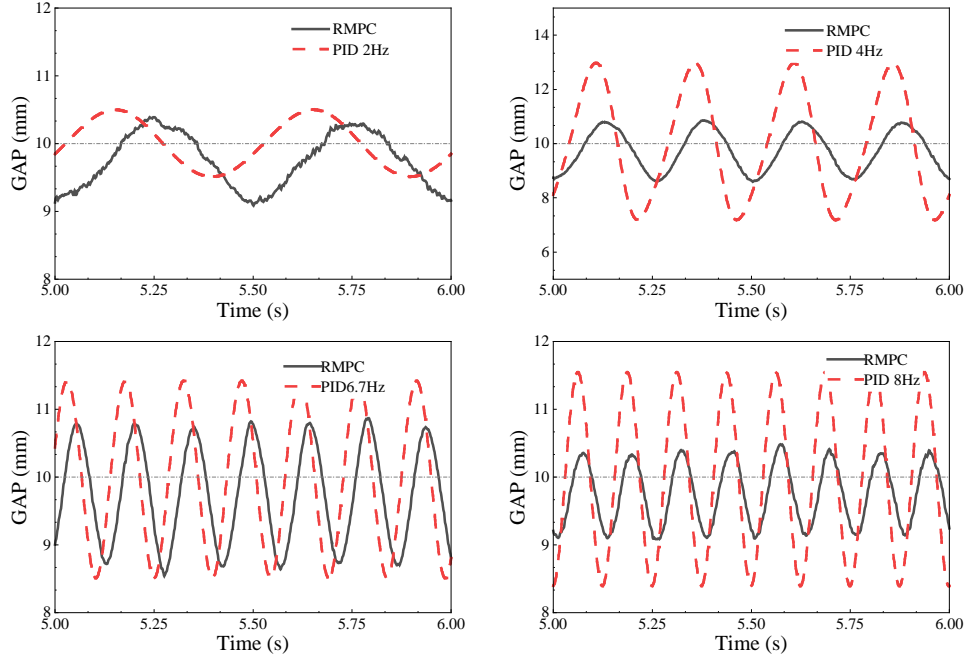 RMPC
PID 2Hz
GAP (mm)
12
11
10
9
8
5.00
5.25
5.50
5.75
6.00
Time (s)
RMPC
PID 4Hz
GAP (mm)
14
12
10
8
6
5.00
5.25
5.50
5.75
6.00
Time (s)
RMPC
PID6.7Hz
GAP (mm)
12
11
10
9
8
5.00
5.25
5.50
5.75
6.00
Time (s)
RMPC
PID 8Hz
GAP (mm)
12
11
10
9
8
5.00
5.25
5.50
5.75
6.00
Time (s)